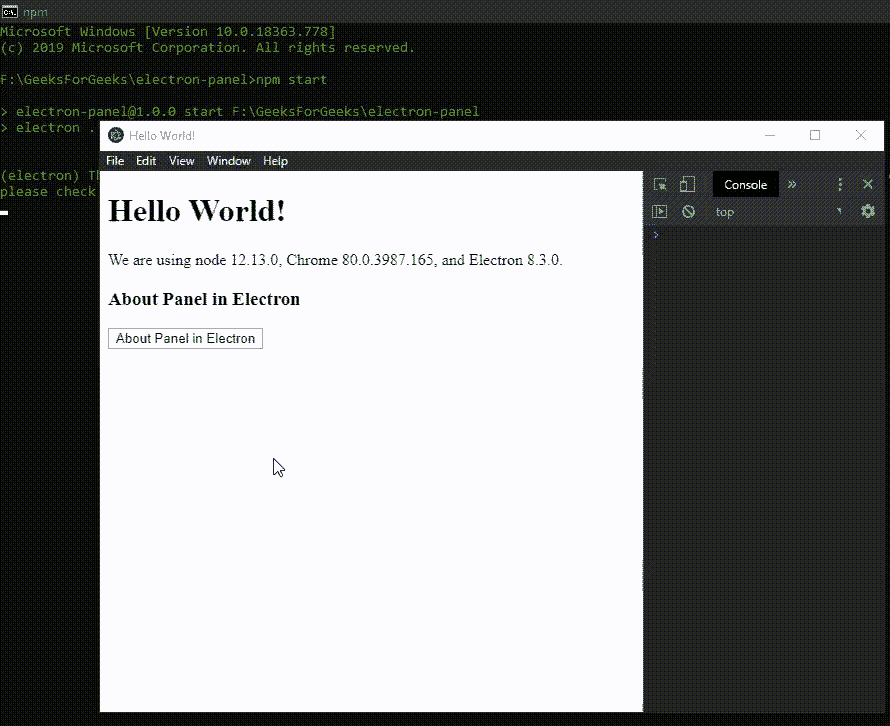 npm
Microsoft Windows [Version 10.0.18363.778]
(c) 2019 Microsoft Corporation. All rights reserved.
F:\GeeksForGeeks\electron-panel>npm start
> electron-panel@1.0.0 start F:\GeeksForGeeks\electron-panel
> electron .
(electron)
please check
Hello World!
File Edit View Window Help
Console »
top
>
Hello World!
We are using node 12.13.0, Chrome 80.0.3987.165, and Electron 8.3.0.
About Panel in Electron
About Panel in Electron